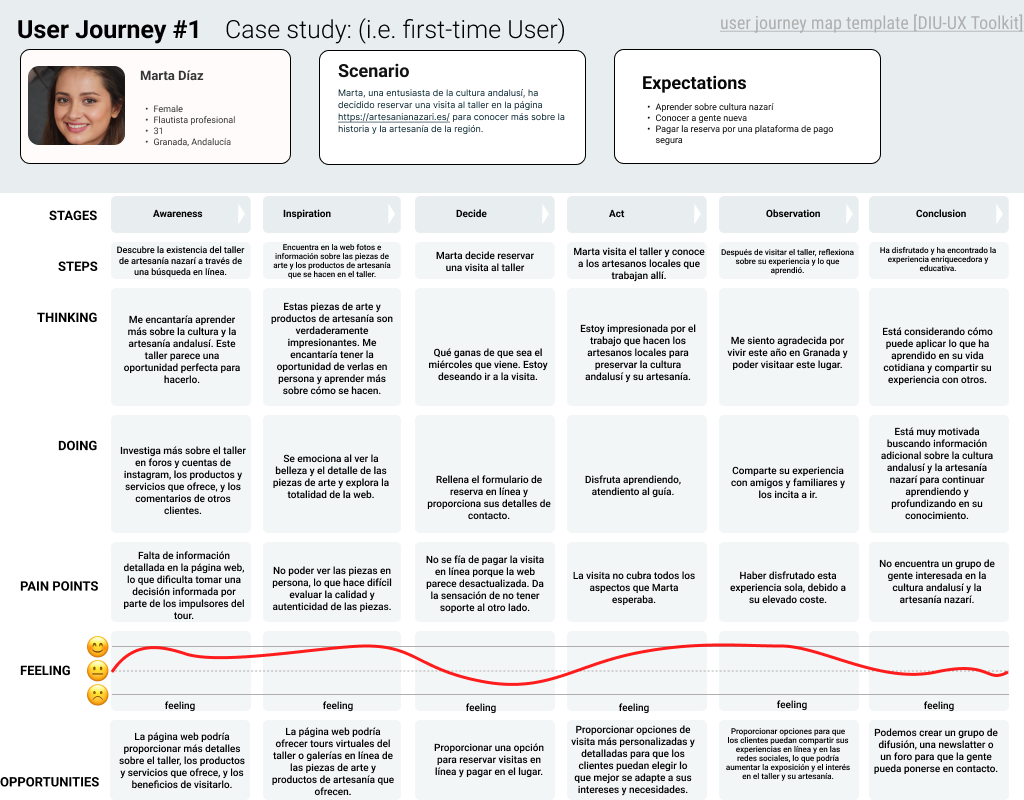 User Journey #1 Case study: (i.e. first-time User)
user journey map template [DIU-UX Toolkit]
Marta Díaz
• Female
• Flautista profesional
• 31
• Granada, Andalucía
Scenario
Marta, una entusiasta de la cultura andalusí, ha
decidido reservar una visita al taller en la página
https://artesanianazari.es/ para conocer más sobre la
historia y la artesanía de la región.
Expectations
• Aprender sobre cultura nazarí
• Conocer a gente nueva
• Pagar la reserva por una plataforma de pago
segura
STAGES
Awareness
Inspiration
Decide
Act
Observation
Conclusion
STEPS
Descubre la existencia del taller
de artesanía nazarí a través de
una búsqueda en línea.
Encuentra en la web fotos e
información sobre las piezas de
arte y los productos de artesanía
que se hacen en el taller.
Marta decide reservar
una visita al taller
Marta visita el taller y conoce
a los artesanos locales que
trabajan allí.
Después de visitar el taller, reflexiona
sobre su experiencia y lo que
aprendió.
Ha disfrutado y ha encontrado la
experiencia enriquecedora y
educativa.
THINKING
Me encantaría aprender
más sobre la cultura y la
artesanía andalusí. Este
taller parece una
oportunidad perfecta para
hacerlo.
Estas piezas de arte y
productos de artesanía son
verdaderamente
impresionantes. Me
encantaría tener la
oportunidad de verlas en
persona y aprender más
sobre cómo se hacen.
Qué ganas de que sea el
miércoles que viene. Estoy
deseando ir a la visita.
Estoy impresionada por el
trabajo que hacen los
artesanos locales para
preservar la cultura
andalusí y su artesanía.
Me siento agradecida por
vivir este año en Granada y
poder visitaar este lugar.
Está considerando cómo
puede aplicar lo que ha
aprendido en su vida
cotidiana y compartir su
experiencia con otros.
DOING
Investiga más sobre el taller
en foros y cuentas de
instagram, los productos y
servicios que ofrece, y los
comentarios de otros
clientes.
Se emociona al ver la
belleza y el detalle de las
piezas de arte y explora la
totalidad de la web.
Rellena el formulario de
reserva en línea y
proporciona sus detalles de
contacto.
Disfruta aprendiendo,
atendiento al guía.
Comparte su experiencia
con amigos y familiares y
los incita a ir.
Está muy motivada
buscando información
adicional sobre la cultura
andalusí y la artesanía
nazarí para continuar
aprendiendo y
profundizando en su
conocimiento.
PAIN POINTS
Falta de información
detallada en la página web,
lo que dificulta tomar una
decisión informada por
parte de los impulsores del
tour.
No poder ver las piezas en
persona, lo que hace difícil
evaluar la calidad y
autenticidad de las piezas.
No se fía de pagar la visita
en línea porque la web
parece desactualizada. Da
la sensación de no tener
soporte al otro lado.
La visita no cubra todos los
aspectos que Marta
esperaba.
Haber disfrutado esta
experiencia sola, debido a
su elevado coste.
No encuentra un grupo de
gente interesada en la
cultura andalusí y la
artesanía nazarí.
FEELING
feeling
feeling
feeling
feeling
feeling
feeling
OPPORTUNITIES
La página web podría
proporcionar más detalles
sobre el taller, los productos
y servicios que ofrece, y los
beneficios de visitarlo.
La página web podría
ofrecer tours virtuales del
taller o galerías en línea de
las piezas de arte y
productos de artesanía que
ofrecen.
Proporcionar una opción
para reservar visitas en
línea y pagar en el lugar.
Proporcionar opciones de
visita más personalizadas y
detalladas para que los
clientes puedan elegir lo
que mejor se adapte a sus
intereses y necesidades.
Proporcionar opciones para que
los clientes puedan compartir sus
experiencias en línea y en las
redes sociales, lo que podría
aumentar la exposición y el interés
en el taller y su artesanía.
Podemos crear un grupo de
difusión, una newsletter o
un foro para que la gente
pueda ponerse en contacto.